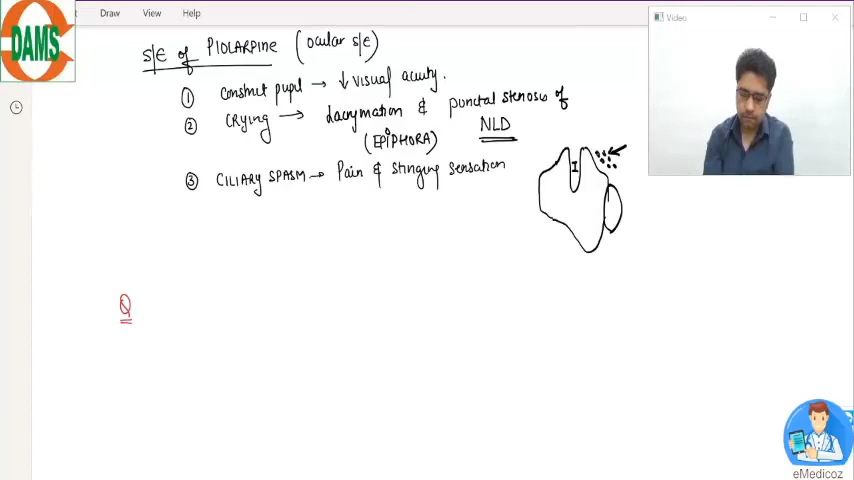 DAMS
Draw View Help
Video
S/E of PIOLARPINE (ocular S/E)
① Constrict pupil → ↓ visual acuity.
② Crying → Lacrymation & punctal stenosis of
(EPIPHORA) NLD
③ CILIARY SPASM → Pain & stinging sensation
I
Q
eMedicoz